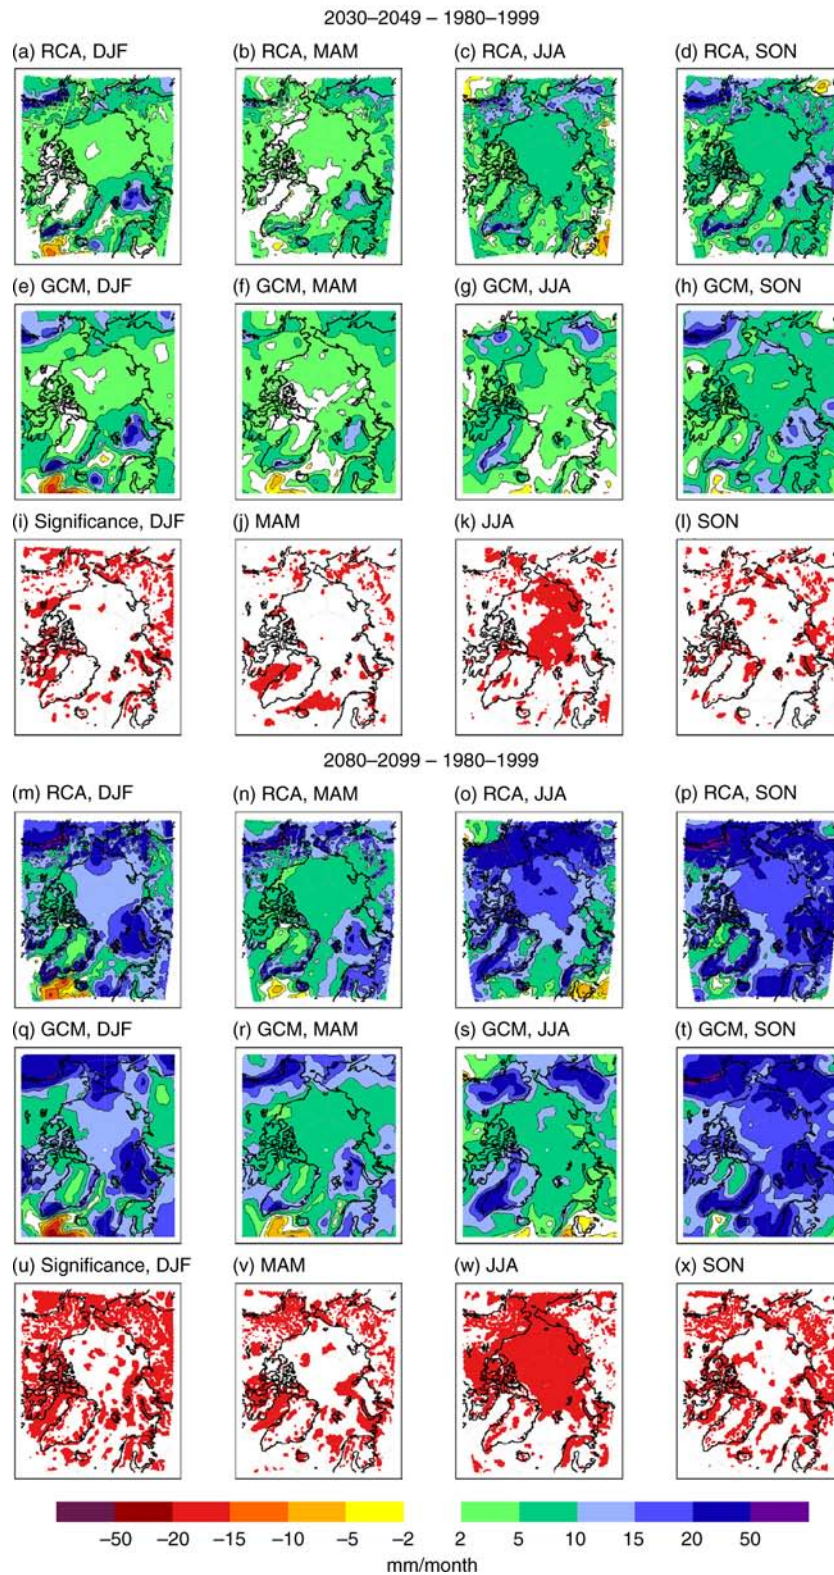 2030–2049 – 1980–1999
(a) RCA, DJF (b) RCA, MAM (c) RCA, JJA (d) RCA, SON
(e) GCM, DJF (f) GCM, MAM (g) GCM, JJA (h) GCM, SON
(i) Significance, DJF (j) MAM (k) JJA (l) SON
2080–2099 – 1980–1999
(m) RCA, DJF (n) RCA, MAM (o) RCA, JJA (p) RCA, SON
(q) GCM, DJF (r) GCM, MAM (s) GCM, JJA (t) GCM, SON
(u) Significance, DJF (v) MAM (w) JJA (x) SON
–50 –20 –15 –10 –5 –2 2 5 10 15 20 50
mm/month